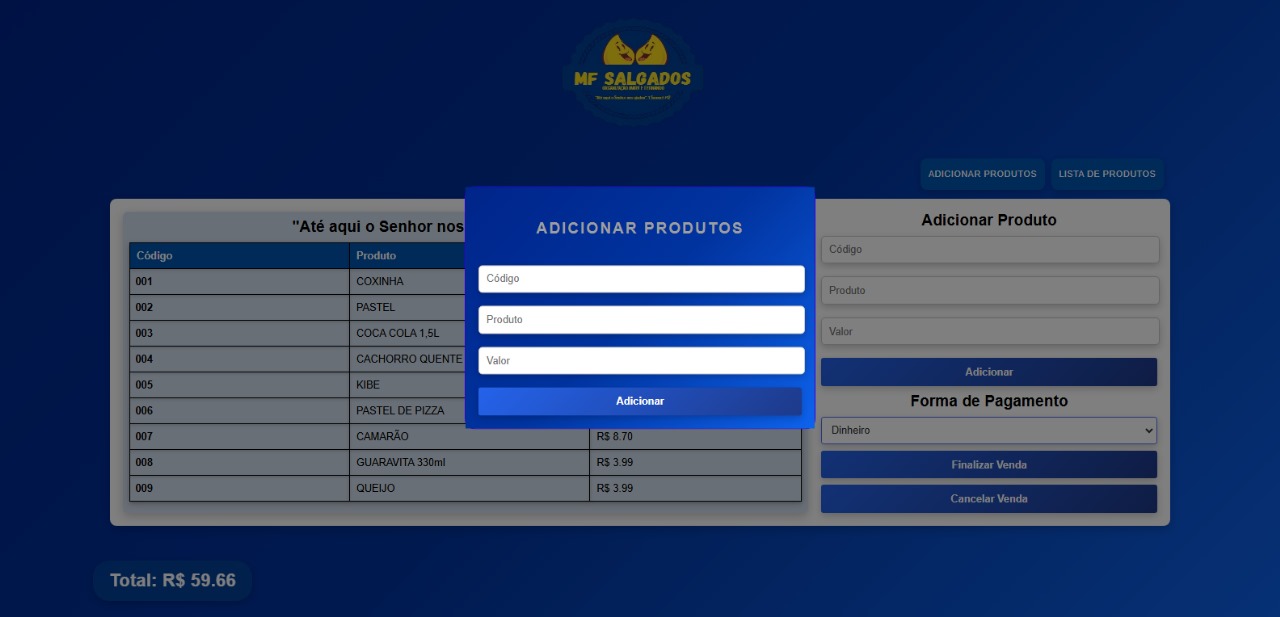 MF SALGADOS
ADICIONAR PRODUTOS
LISTA DE PRODUTOS
"Até aqui o Senhor nos
Código Produto
001 COXINHA
002 PASTEL
003 COCA COLA 1,5L
004 CACHORRO QUENTE
005 KIBE
006 PASTEL DE PIZZA
007 CAMARÃO R$ 8.70
008 GUARAVITA 330ml R$ 3.99
009 QUEIJO R$ 3.99
ADICIONAR PRODUTOS
Código
Produto
Valor
Adicionar
Adicionar Produto
Código
Produto
Valor
Adicionar
Forma de Pagamento
Dinheiro
Finalizar Venda
Cancelar Venda
Total: R$ 59.66